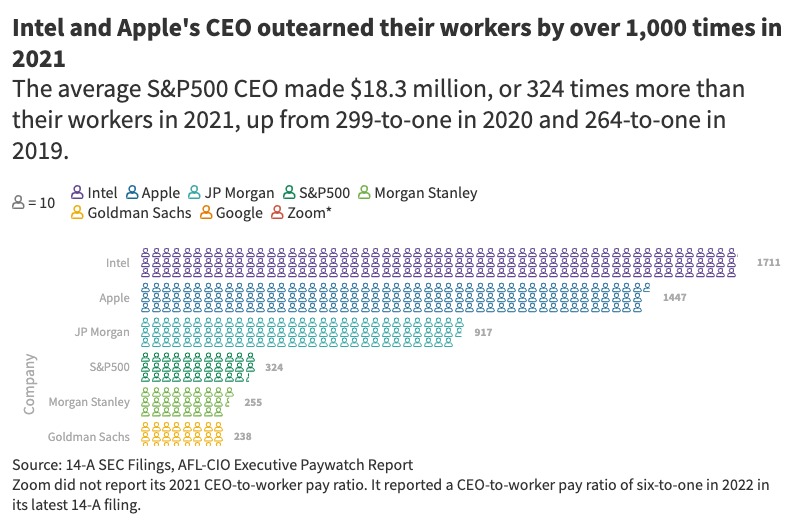 Intel and Apple's CEO outearned their workers by over 1,000 times in
2021
The average S&P500 CEO made $18.3 million, or 324 times more than
their workers in 2021, up from 299-to-one in 2020 and 264-to-one in
2019.
= 10
Intel Apple JP Morgan S&P500 Morgan Stanley
Goldman Sachs Google Zoom*
Company
Intel 1711
Apple 1447
JP Morgan 917
S&P500 324
Morgan Stanley 255
Goldman Sachs 238
Source: 14-A SEC Filings, AFL-CIO Executive Paywatch Report
Zoom did not report its 2021 CEO-to-worker pay ratio. It reported a CEO-to-worker pay ratio of six-to-one in 2022 in
its latest 14-A filing.